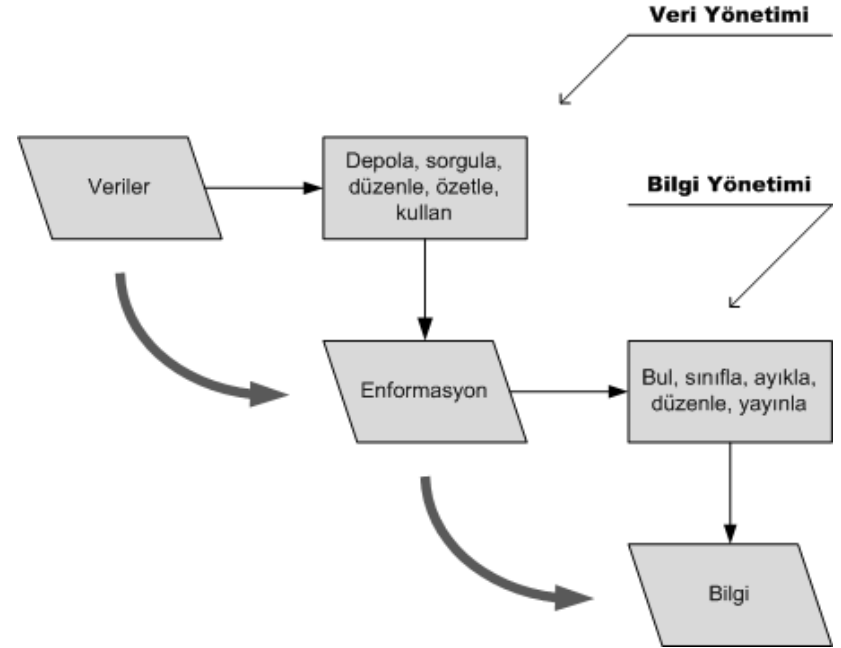 Veri Yönetimi
Veriler
Depola, sorgula,
düzenle, özetle,
kullan
Bilgi Yönetimi
Enformasyon
Bul, sınıfla, ayıkla,
düzenle, yayınla
Bilgi